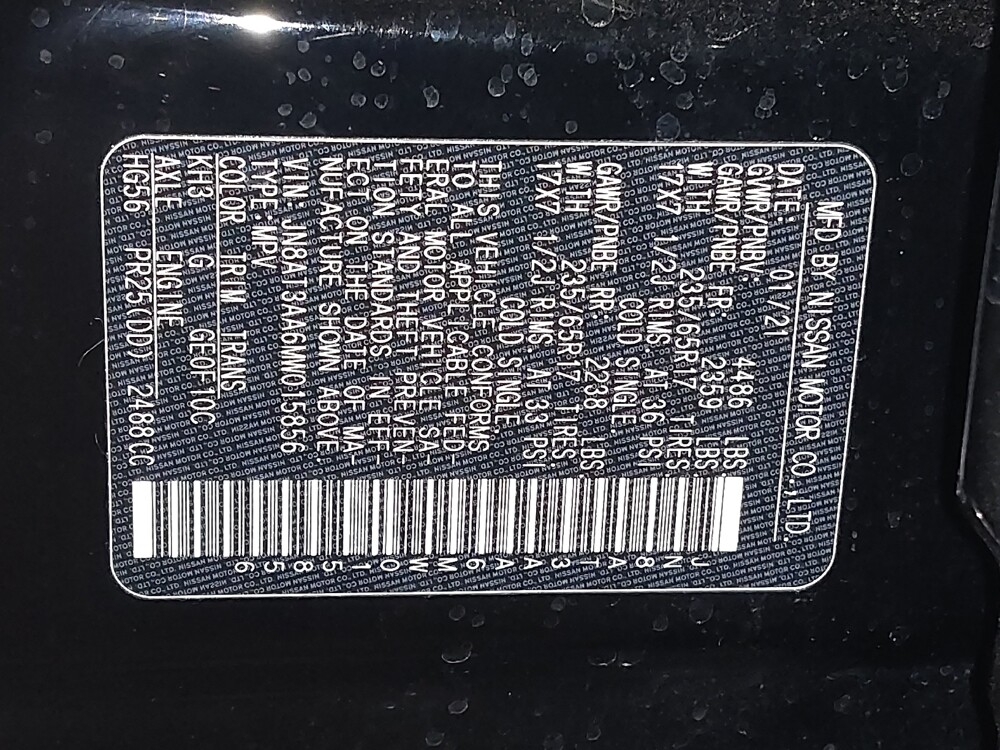 MFD BY NISSAN MOTOR CO.,LTD.
DATE: 01/21
GVWR/PNBV: 4486 LBS
GAWR/PNBE FR: 2359 LBS
WITH 235/65R17 TIRES
17X7 1/2J RIMS, AT 36 PSI
COLD SINGLE
GAWR/PNBE RR: 2238 LBS
WITH 235/65R17 TIRES
17X7 1/2J RIMS, AT 33 PSI
COLD SINGLE
THIS VEHICLE CONFORMS
TO ALL APPLICABLE FED-
ERAL MOTOR VEHICLE SA-
FETY AND THEFT PREVEN-
TION STANDARDS IN EFF-
ECT ON THE DATE OF MA-
NUFACTURE SHOWN ABOVE
VIN:JN8AT3AA6MW015856
TYPE:MPV
COLOR TRIM TRANS
KH3 G GE0F10C
AXLE ENGINE
HG56 PR25(DD) 2488CC
JN8AT3AA6MW015856